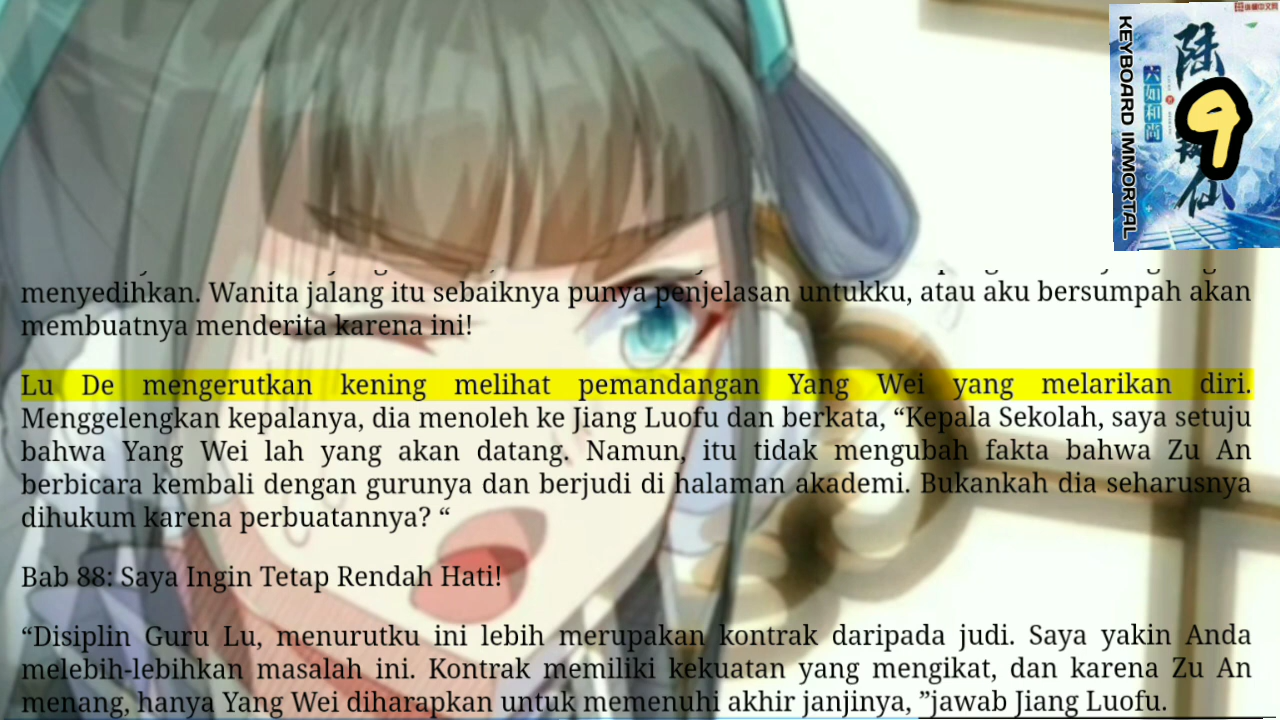 KEYBOARD IMMORTAL
陆
仙
六如和尚
9
menyedihkan. Wanita jalang itu sebaiknya punya penjelasan untukku, atau aku bersumpah akan
membuatnya menderita karena ini!
Lu De mengerutkan kening melihat pemandangan Yang Wei yang melarikan diri.
Menggelengkan kepalanya, dia menoleh ke Jiang Luofu dan berkata, “Kepala Sekolah, saya setuju
bahwa Yang Wei lah yang akan datang. Namun, itu tidak mengubah fakta bahwa Zu An
berbicara kembali dengan gurunya dan berjudi di halaman akademi. Bukankah dia seharusnya
dihukum karena perbuatannya? “
Bab 88: Saya Ingin Tetap Rendah Hati!
“Disiplin Guru Lu, menurutku ini lebih merupakan kontrak daripada judi. Saya yakin Anda
melebih-lebihkan masalah ini. Kontrak memiliki kekuatan yang mengikat, dan karena Zu An
menang, hanya Yang Wei diharapkan untuk memenuhi akhir janjinya, ”jawab Jiang Luofu.